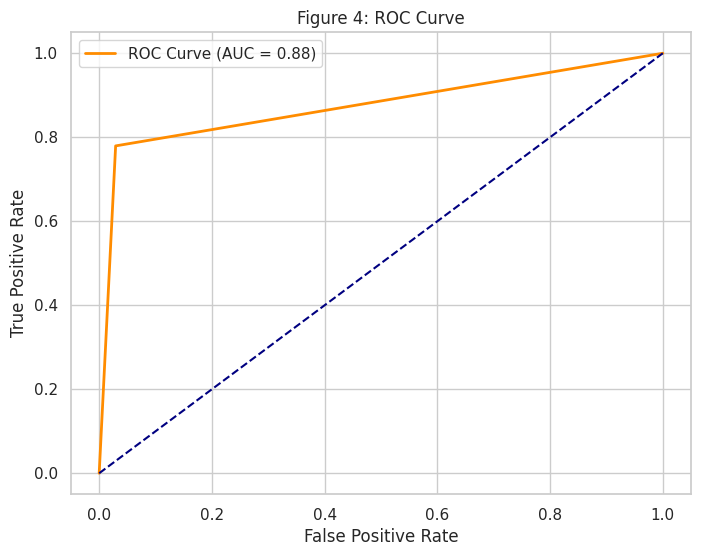 Figure 4: ROC Curve
ROC Curve (AUC = 0.88)
1.0
0.8
0.6
0.4
0.2
0.0
True Positive Rate
0.0 0.2 0.4 0.6 0.8 1.0
False Positive Rate